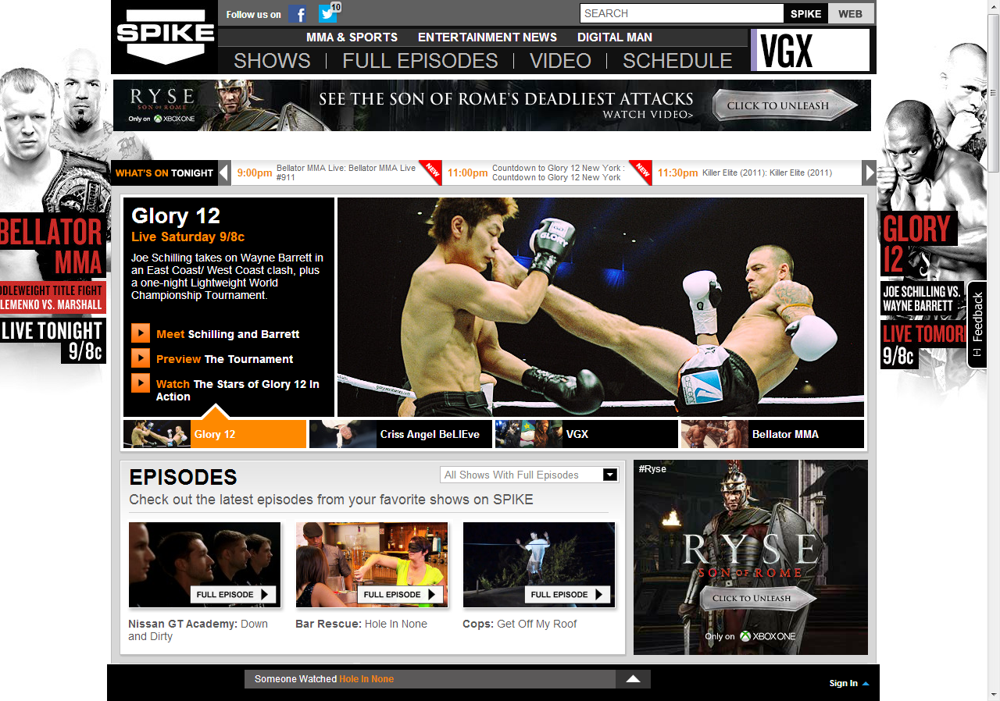 SPIKE
Follow us on
10
SEARCH
SPIKE
WEB
MMA & SPORTS
ENTERTAINMENT NEWS
DIGITAL MAN
SHOWS
FULL EPISODES
VIDEO
SCHEDULE
VGX
RYSE
SON OF ROME
Only on XBOX ONE
SEE THE SON OF ROME'S DEADLIEST ATTACKS
WATCH VIDEO>
CLICK TO UNLEASH
WHAT'S ON TONIGHT
9:00pm
Bellator MMA Live: Bellator MMA Live
#911
NEW
11:00pm
Countdown to Glory 12 New York :
Countdown to Glory 12 New York
NEW
11:30pm
Killer Elite (2011): Killer Elite (2011)
BELLATOR
MMA
DDLEWEIGHT TITLE FIGHT
LEMENKO VS. MARSHALL
LIVE TONIGHT
9/8c
Glory 12
Live Saturday 9/8c
Joe Schilling takes on Wayne Barrett in
an East Coast/ West Coast clash, plus
a one-night Lightweight World
Championship Tournament.
Meet Schilling and Barrett
Preview The Tournament
Watch The Stars of Glory 12 In
Action
GLORY
GLORY
12
JOE SCHILLING VS.
WAYNE BARRETT
LIVE TOMOR
9/8c
[-] Feedback
Glory 12
Criss Angel BeLIEve
VGX
Bellator MMA
EPISODES
All Shows With Full Episodes
Check out the latest episodes from your favorite shows on SPIKE
FULL EPISODE
FULL EPISODE
FULL EPISODE
Nissan GT Academy: Down
and Dirty
Bar Rescue: Hole In None
Cops: Get Off My Roof
#Ryse
RYSE
SON OF ROME
CLICK TO UNLEASH
Only on XBOX ONE
Someone Watched Hole In None
Sign In